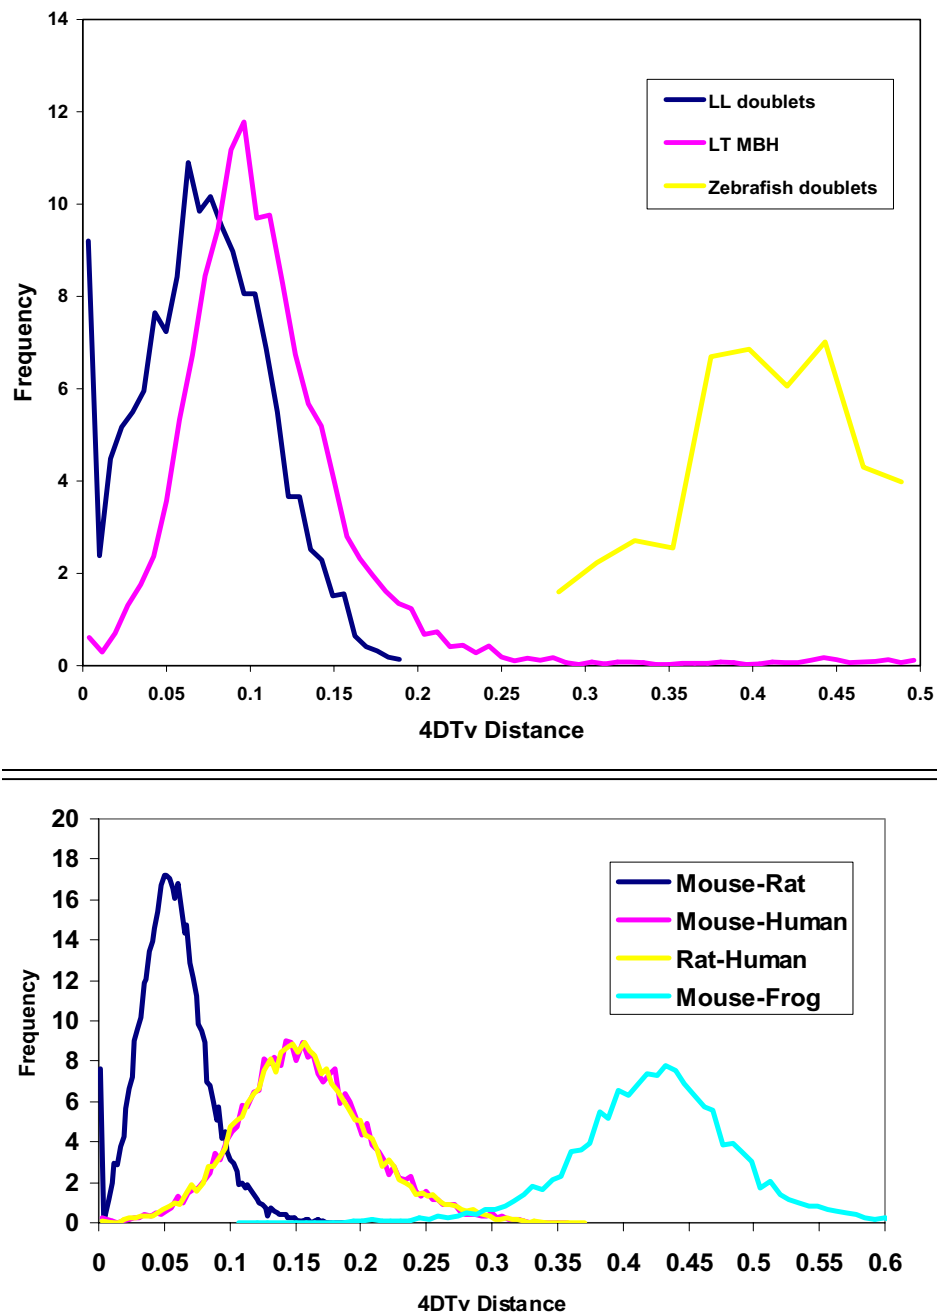 14
12
10
8
6
4
2
0
Frequency
LL doublets
LT MBH
Zebrafish doublets
0 0.05 0.1 0.15 0.2 0.25 0.3 0.35 0.4 0.45 0.5
4DTv Distance
20
18
16
14
12
10
8
6
4
2
0
Frequency
Mouse-Rat
Mouse-Human
Rat-Human
Mouse-Frog
0 0.05 0.1 0.15 0.2 0.25 0.3 0.35 0.4 0.45 0.5 0.55 0.6
4DTv Distance